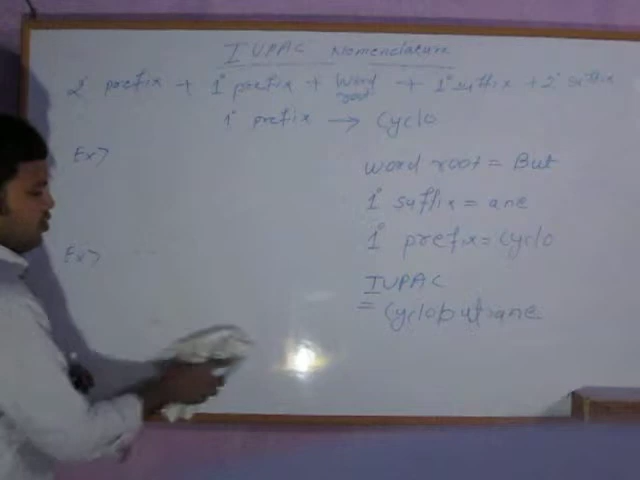 IUPAC Nomenclature
2° prefix + 1° prefix + word root + 1° suffix + 2° suffix
1° prefix → Cyclo
Ex>
word root = But
1° suffix = ane
1° prefix = Cyclo
Ex>
IUPAC
= Cyclobutane